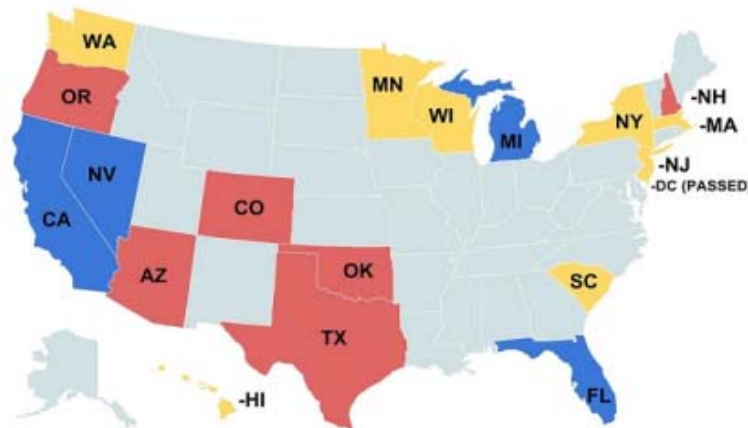 WA
OR
MN
WI
MI
NY
-NH
-MA
-NJ
-DC (PASSED
NV
CA
CO
AZ
OK
TX
SC
FL
-HI